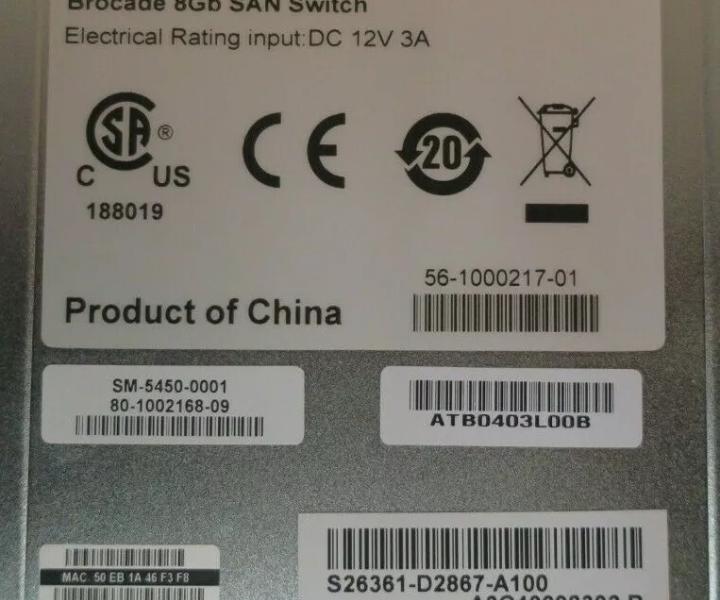 Brocade 8Gb SAN Switch
Electrical Rating input:DC 12V 3A
SA ®
C US
188019
CE
20
56-1000217-01
Product of China
SM-5450-0001
80-1002168-09
ATB0403L00B
MAC: 50 EB 1A 46 F3 F8
S26361-D2867-A100